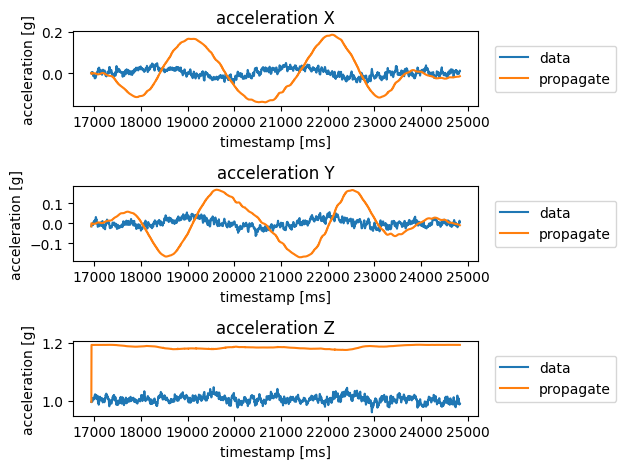 acceleration X
acceleration [g]
0.2
0.0
17000 18000 19000 20000 21000 22000 23000 24000 25000
timestamp [ms]
data
propagate
acceleration Y
acceleration [g]
0.1
0.0
−0.1
17000 18000 19000 20000 21000 22000 23000 24000 25000
timestamp [ms]
data
propagate
acceleration Z
acceleration [g]
1.2
1.0
17000 18000 19000 20000 21000 22000 23000 24000 25000
timestamp [ms]
data
propagate